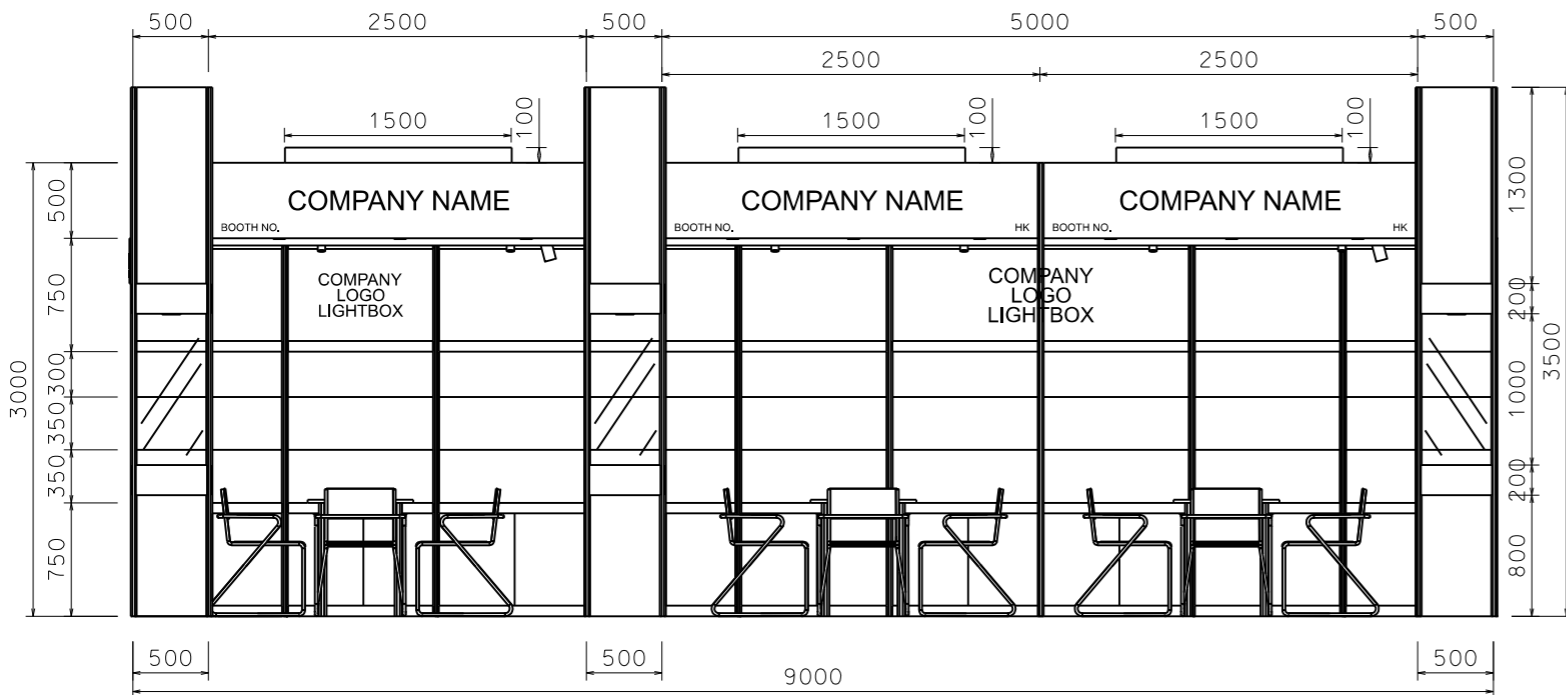 500
2500
500
5000
500
2500
2500
1500
100
1500
100
1500
100
COMPANY NAME
COMPANY NAME
COMPANY NAME
BOOTH NO.
BOOTH NO.
HK
BOOTH NO.
HK
COMPANY
LOGO
LIGHTBOX
COMPANY
LOGO
LIGHTBOX
3000
500
750
300
350
350
750
1300
200
1000
200
800
3500
500
500
500
9000